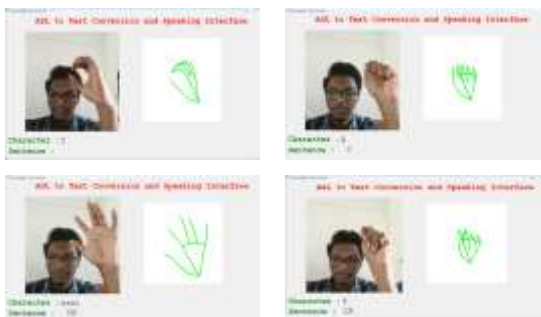 ASL to Text Conversion and Speaking Interface
ASL to Text Conversion and Speaking Interface
Character :
Sentence :
Character :
Sentence :
ASL to Text Conversion and Speaking Interface
ASL to Text Conversion and Speaking Interface
Character :
Sentence :
Character :
Sentence :